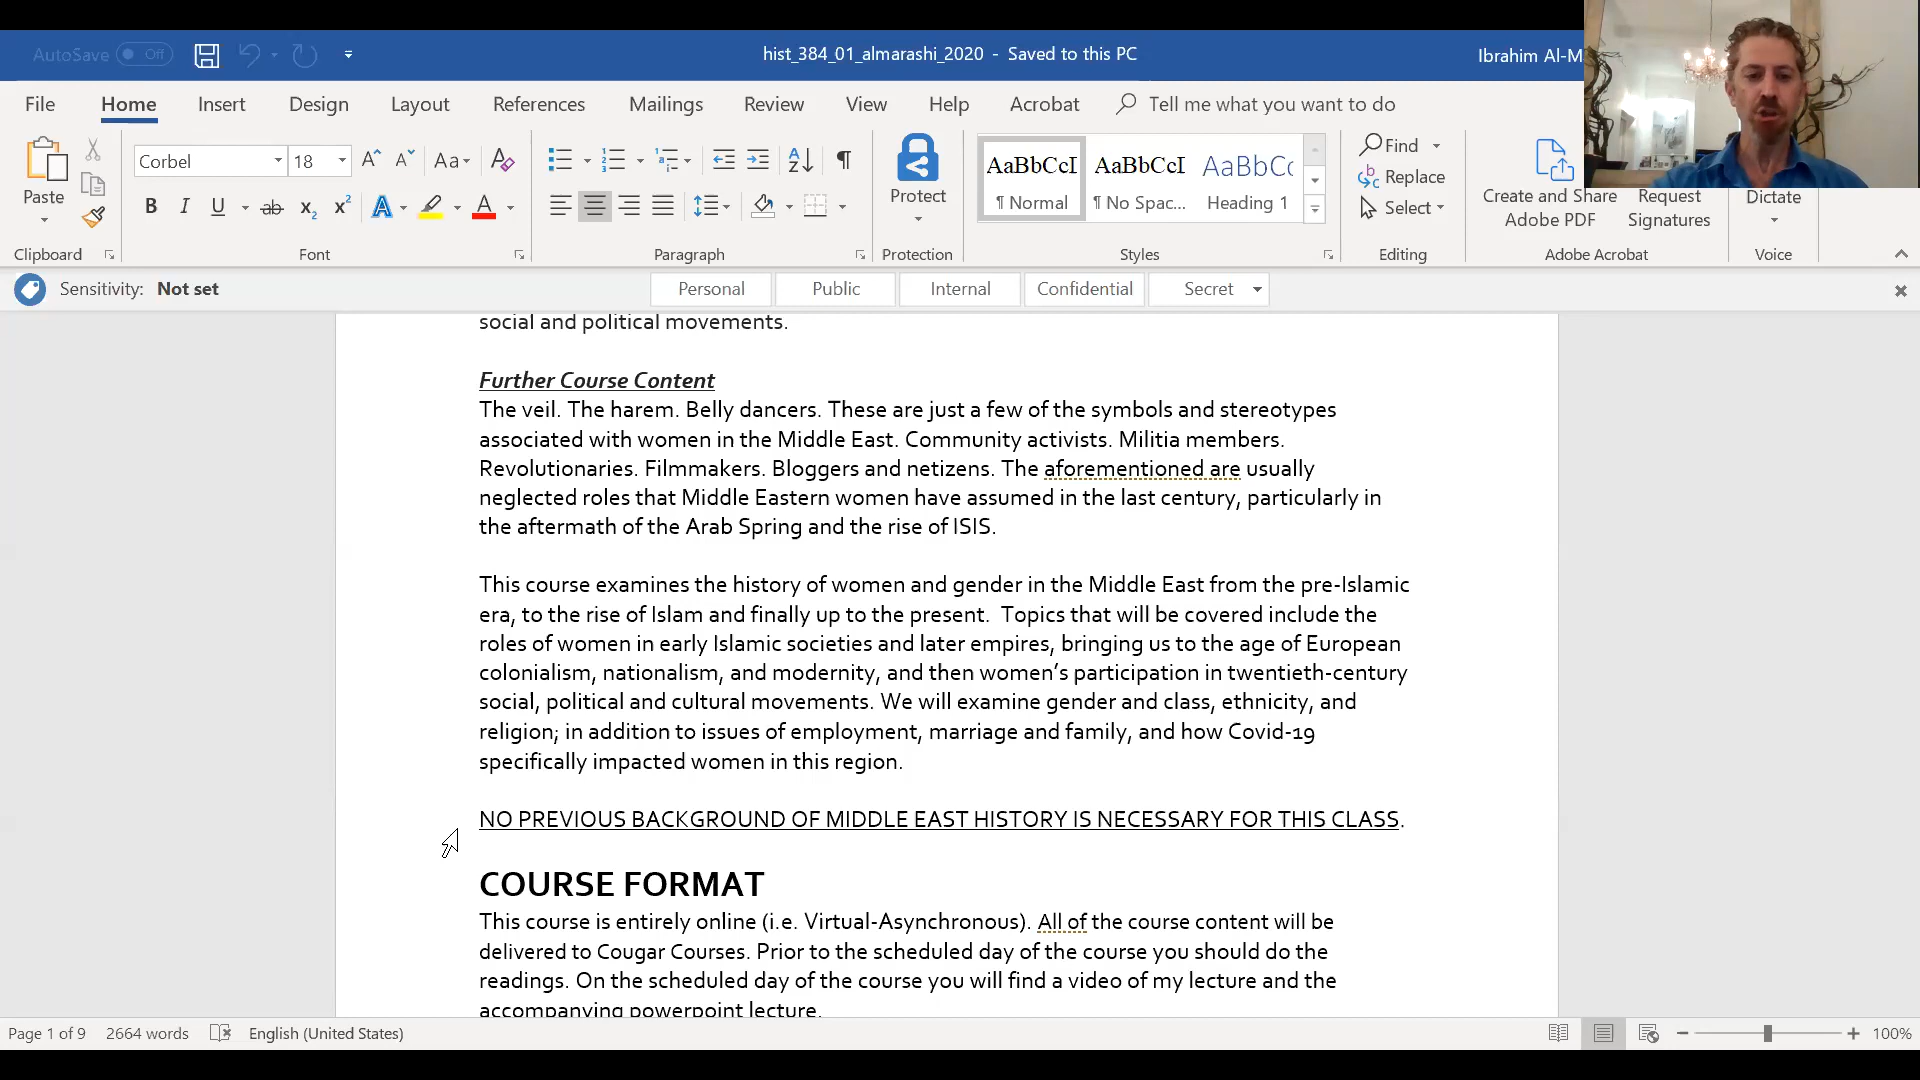 AutoSave Off
hist_384_01_almarashi_2020 - Saved to this PC
Ibrahim Al-M
File Home Insert Design Layout References Mailings Review View Help Acrobat Tell me what you want to do
Paste
Clipboard
Corbel 18
Font
Paragraph
Protect
Protection
AaBbCcI AaBbCcI AaBbCc
¶ Normal ¶ No Spac... Heading 1
Styles
Find
Replace
Select
Editing
Create and Share
Adobe PDF
Request
Signatures
Adobe Acrobat
Dictate
Voice
Sensitivity: Not set Personal Public Internal Confidential Secret
social and political movements.
Further Course Content
The veil. The harem. Belly dancers. These are just a few of the symbols and stereotypes
associated with women in the Middle East. Community activists. Militia members.
Revolutionaries. Filmmakers. Bloggers and netizens. The aforementioned are usually
neglected roles that Middle Eastern women have assumed in the last century, particularly in
the aftermath of the Arab Spring and the rise of ISIS.
This course examines the history of women and gender in the Middle East from the pre-Islamic
era, to the rise of Islam and finally up to the present. Topics that will be covered include the
roles of women in early Islamic societies and later empires, bringing us to the age of European
colonialism, nationalism, and modernity, and then women’s participation in twentieth-century
social, political and cultural movements. We will examine gender and class, ethnicity, and
religion; in addition to issues of employment, marriage and family, and how Covid-19
specifically impacted women in this region.
NO PREVIOUS BACKGROUND OF MIDDLE EAST HISTORY IS NECESSARY FOR THIS CLASS.
COURSE FORMAT
This course is entirely online (i.e. Virtual-Asynchronous). All of the course content will be
delivered to Cougar Courses. Prior to the scheduled day of the course you should do the
readings. On the scheduled day of the course you will find a video of my lecture and the
accompanying powerpoint lecture.
Page 1 of 9 2664 words English (United States) 100%